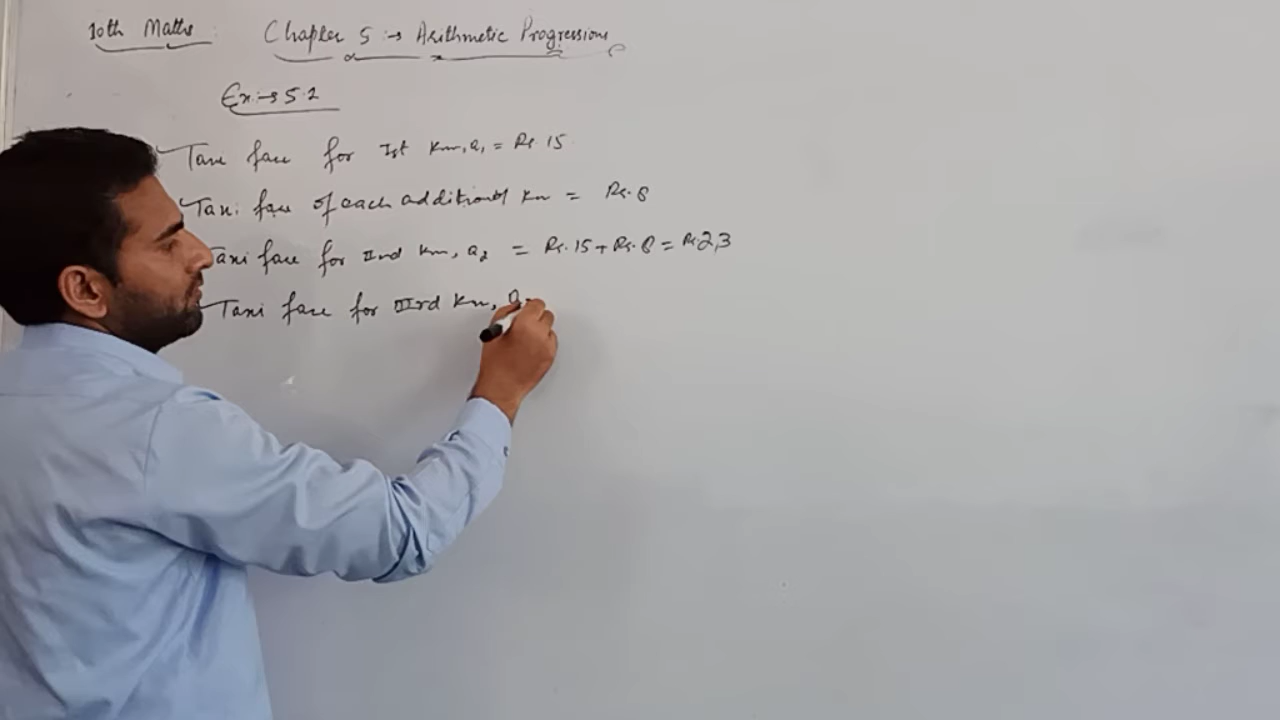 10th Maths Chapter 5 :→ Arithmetic Progressions
Ex:→ 5.2
Taxi fare for Ist Km, a₁ = Rs. 15
Taxi fare of each additional Km = Rs. 8
Taxi fare for IInd Km, a₂ = Rs. 15 + Rs. 8 = Rs. 23
Taxi fare for IIIrd Km, a